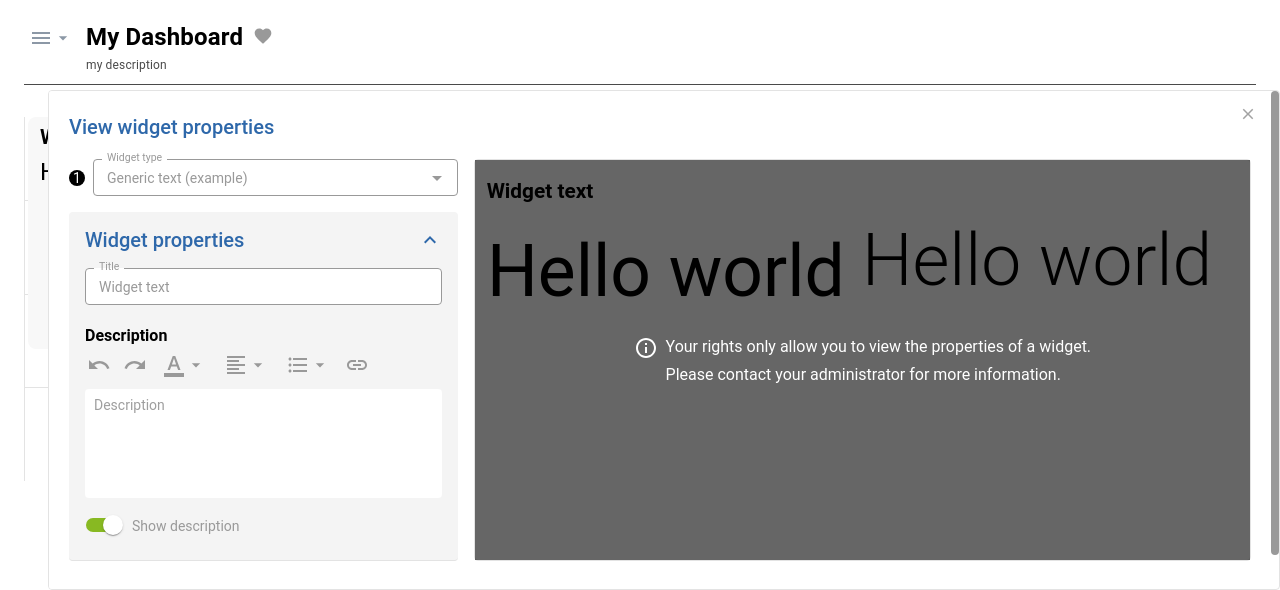 My Dashboard
my description
W
H
View widget properties
1
Widget type
Generic text (example)
Widget properties
Title
Widget text
Description
A
Description
Show description
Widget text
Hello world Hello world
Your rights only allow you to view the properties of a widget.
Please contact your administrator for more information.